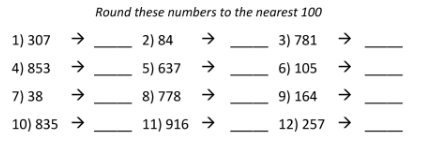 Round these numbers to the nearest 100
1) 307 → _____ 2) 84 → _____ 3) 781 → _____
4) 853 → _____ 5) 637 → _____ 6) 105 → _____
7) 38 → _____ 8) 778 → _____ 9) 164 → _____
10) 835 → _____ 11) 916 → _____ 12) 257 → _____